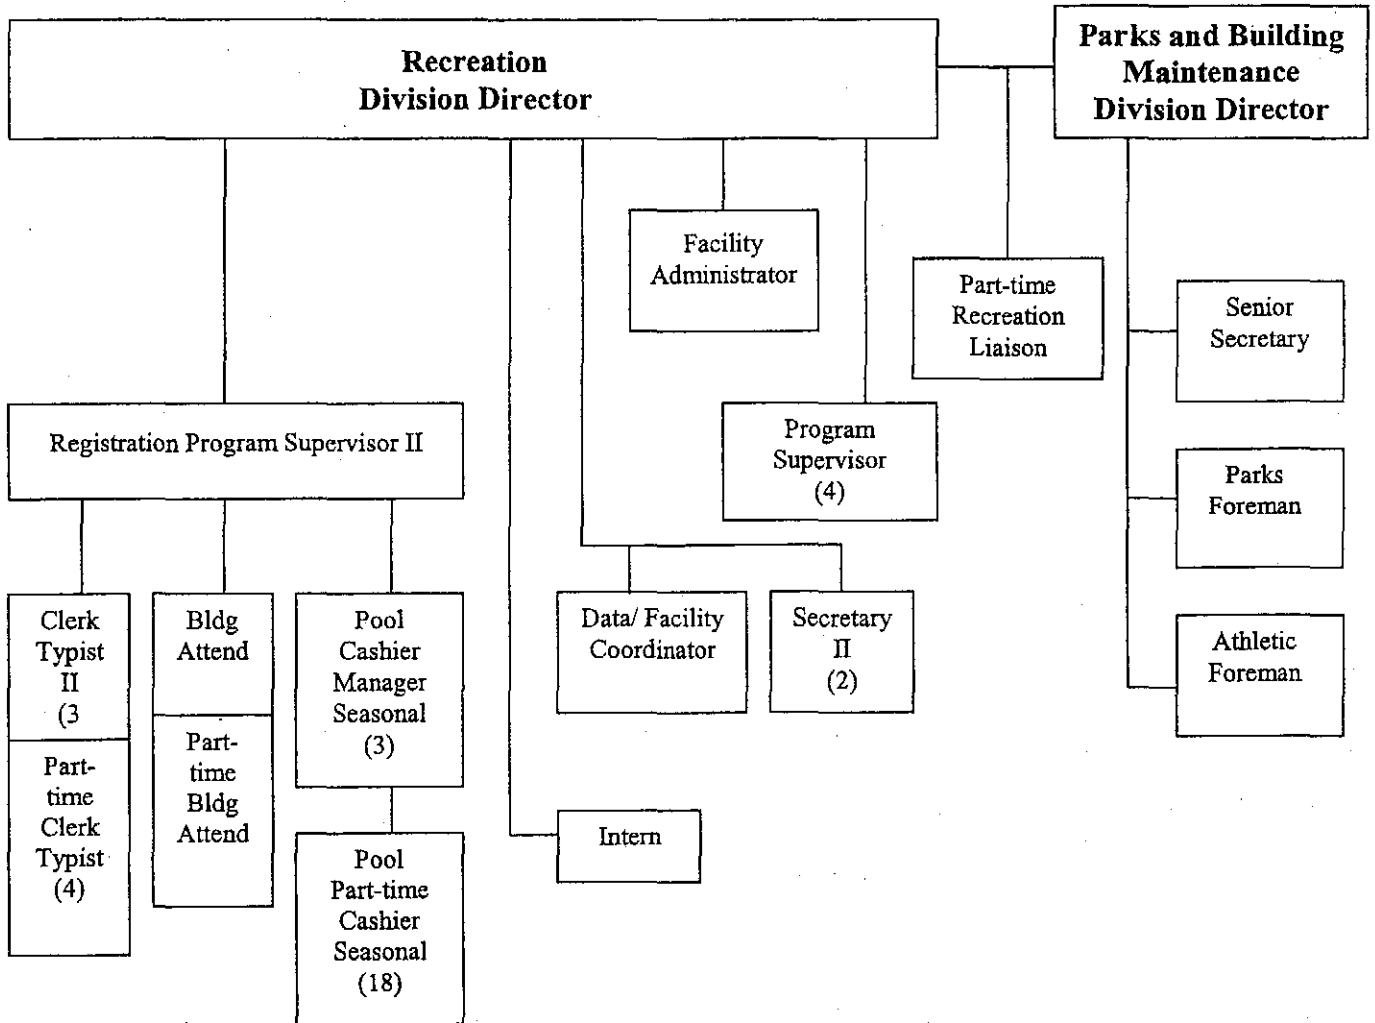 Recreation
Division Director
Parks and Building
Maintenance
Division Director
Facility
Administrator
Part-time
Recreation
Liaison
Senior
Secretary
Registration Program Supervisor II
Program
Supervisor
(4)
Parks
Foreman
Clerk
Typist
II
(3
Part-
time
Clerk
Typist
(4)
Bldg
Attend
Part-
time
Bldg
Attend
Pool
Cashier
Manager
Seasonal
(3)
Pool
Part-time
Cashier
Seasonal
(18)
Data/ Facility
Coordinator
Secretary
II
(2)
Athletic
Foreman
Intern